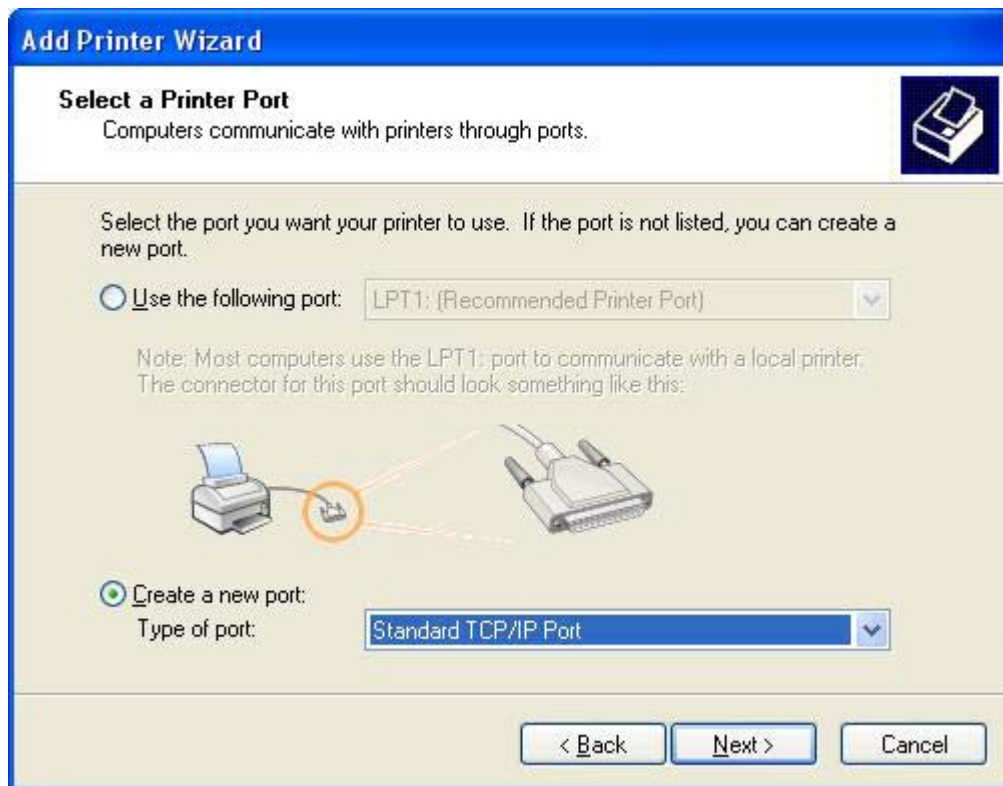 Add Printer Wizard
Select a Printer Port
Computers communicate with printers through ports.
Select the port you want your printer to use. If the port is not listed, you can create a
new port.
Use the following port: LPT1: (Recommended Printer Port)
Note: Most computers use the LPT1: port to communicate with a local printer.
The connector for this port should look something like this:
Create a new port:
Type of port: Standard TCP/IP Port
< Back Next > Cancel